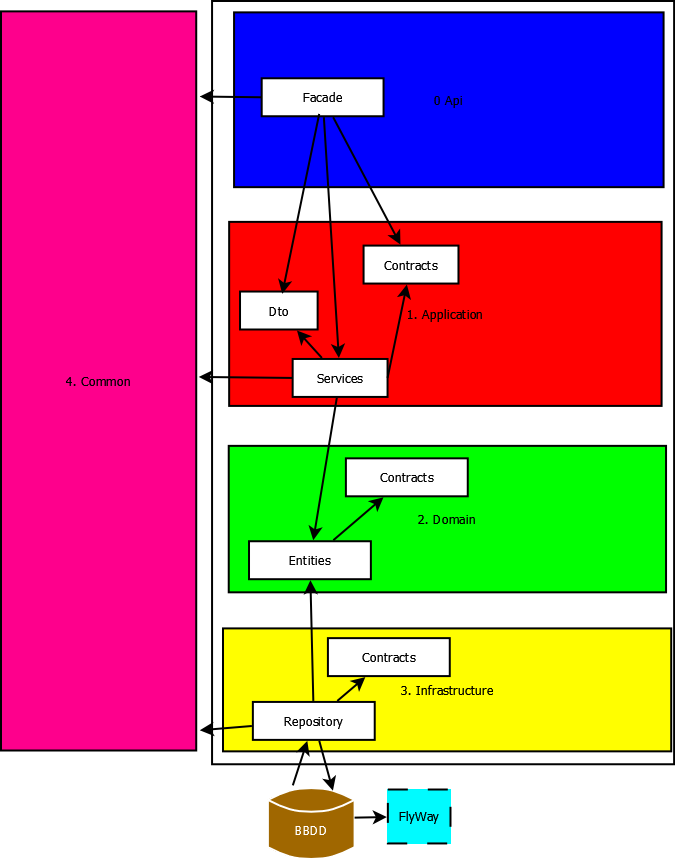 Facade
0 Api
Contracts
Dto
1. Application
Services
4. Common
Contracts
2. Domain
Entities
Contracts
3. Infrastructure
Repository
BBDD
FlyWay